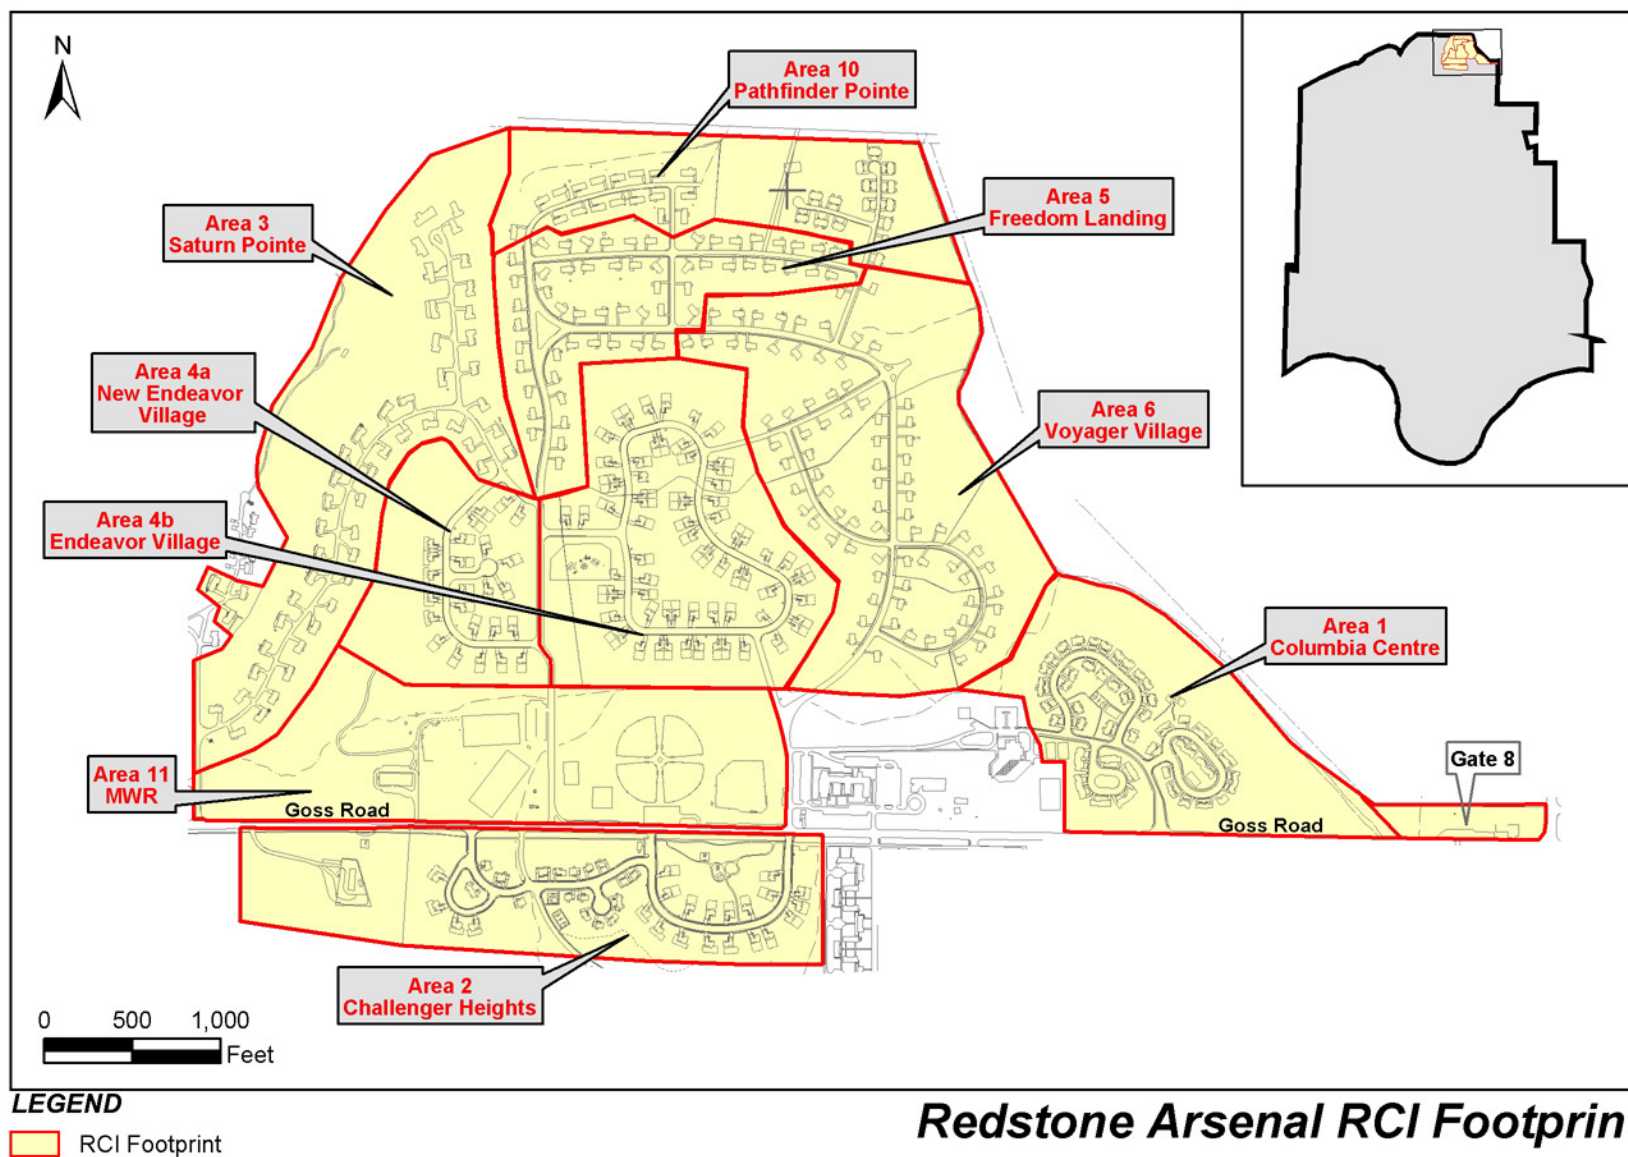 N
Area 10
Pathfinder Pointe
Area 5
Freedom Landing
Area 3
Saturn Pointe
Area 4a
New Endeavor
Village
Area 6
Voyager Village
Area 4b
Endeavor Village
Area 1
Columbia Centre
Gate 8
Area 11
MWR
Goss Road
Goss Road
Area 2
Challenger Heights
0 500 1,000
Feet
LEGEND
RCI Footprint
Redstone Arsenal RCI Footprin